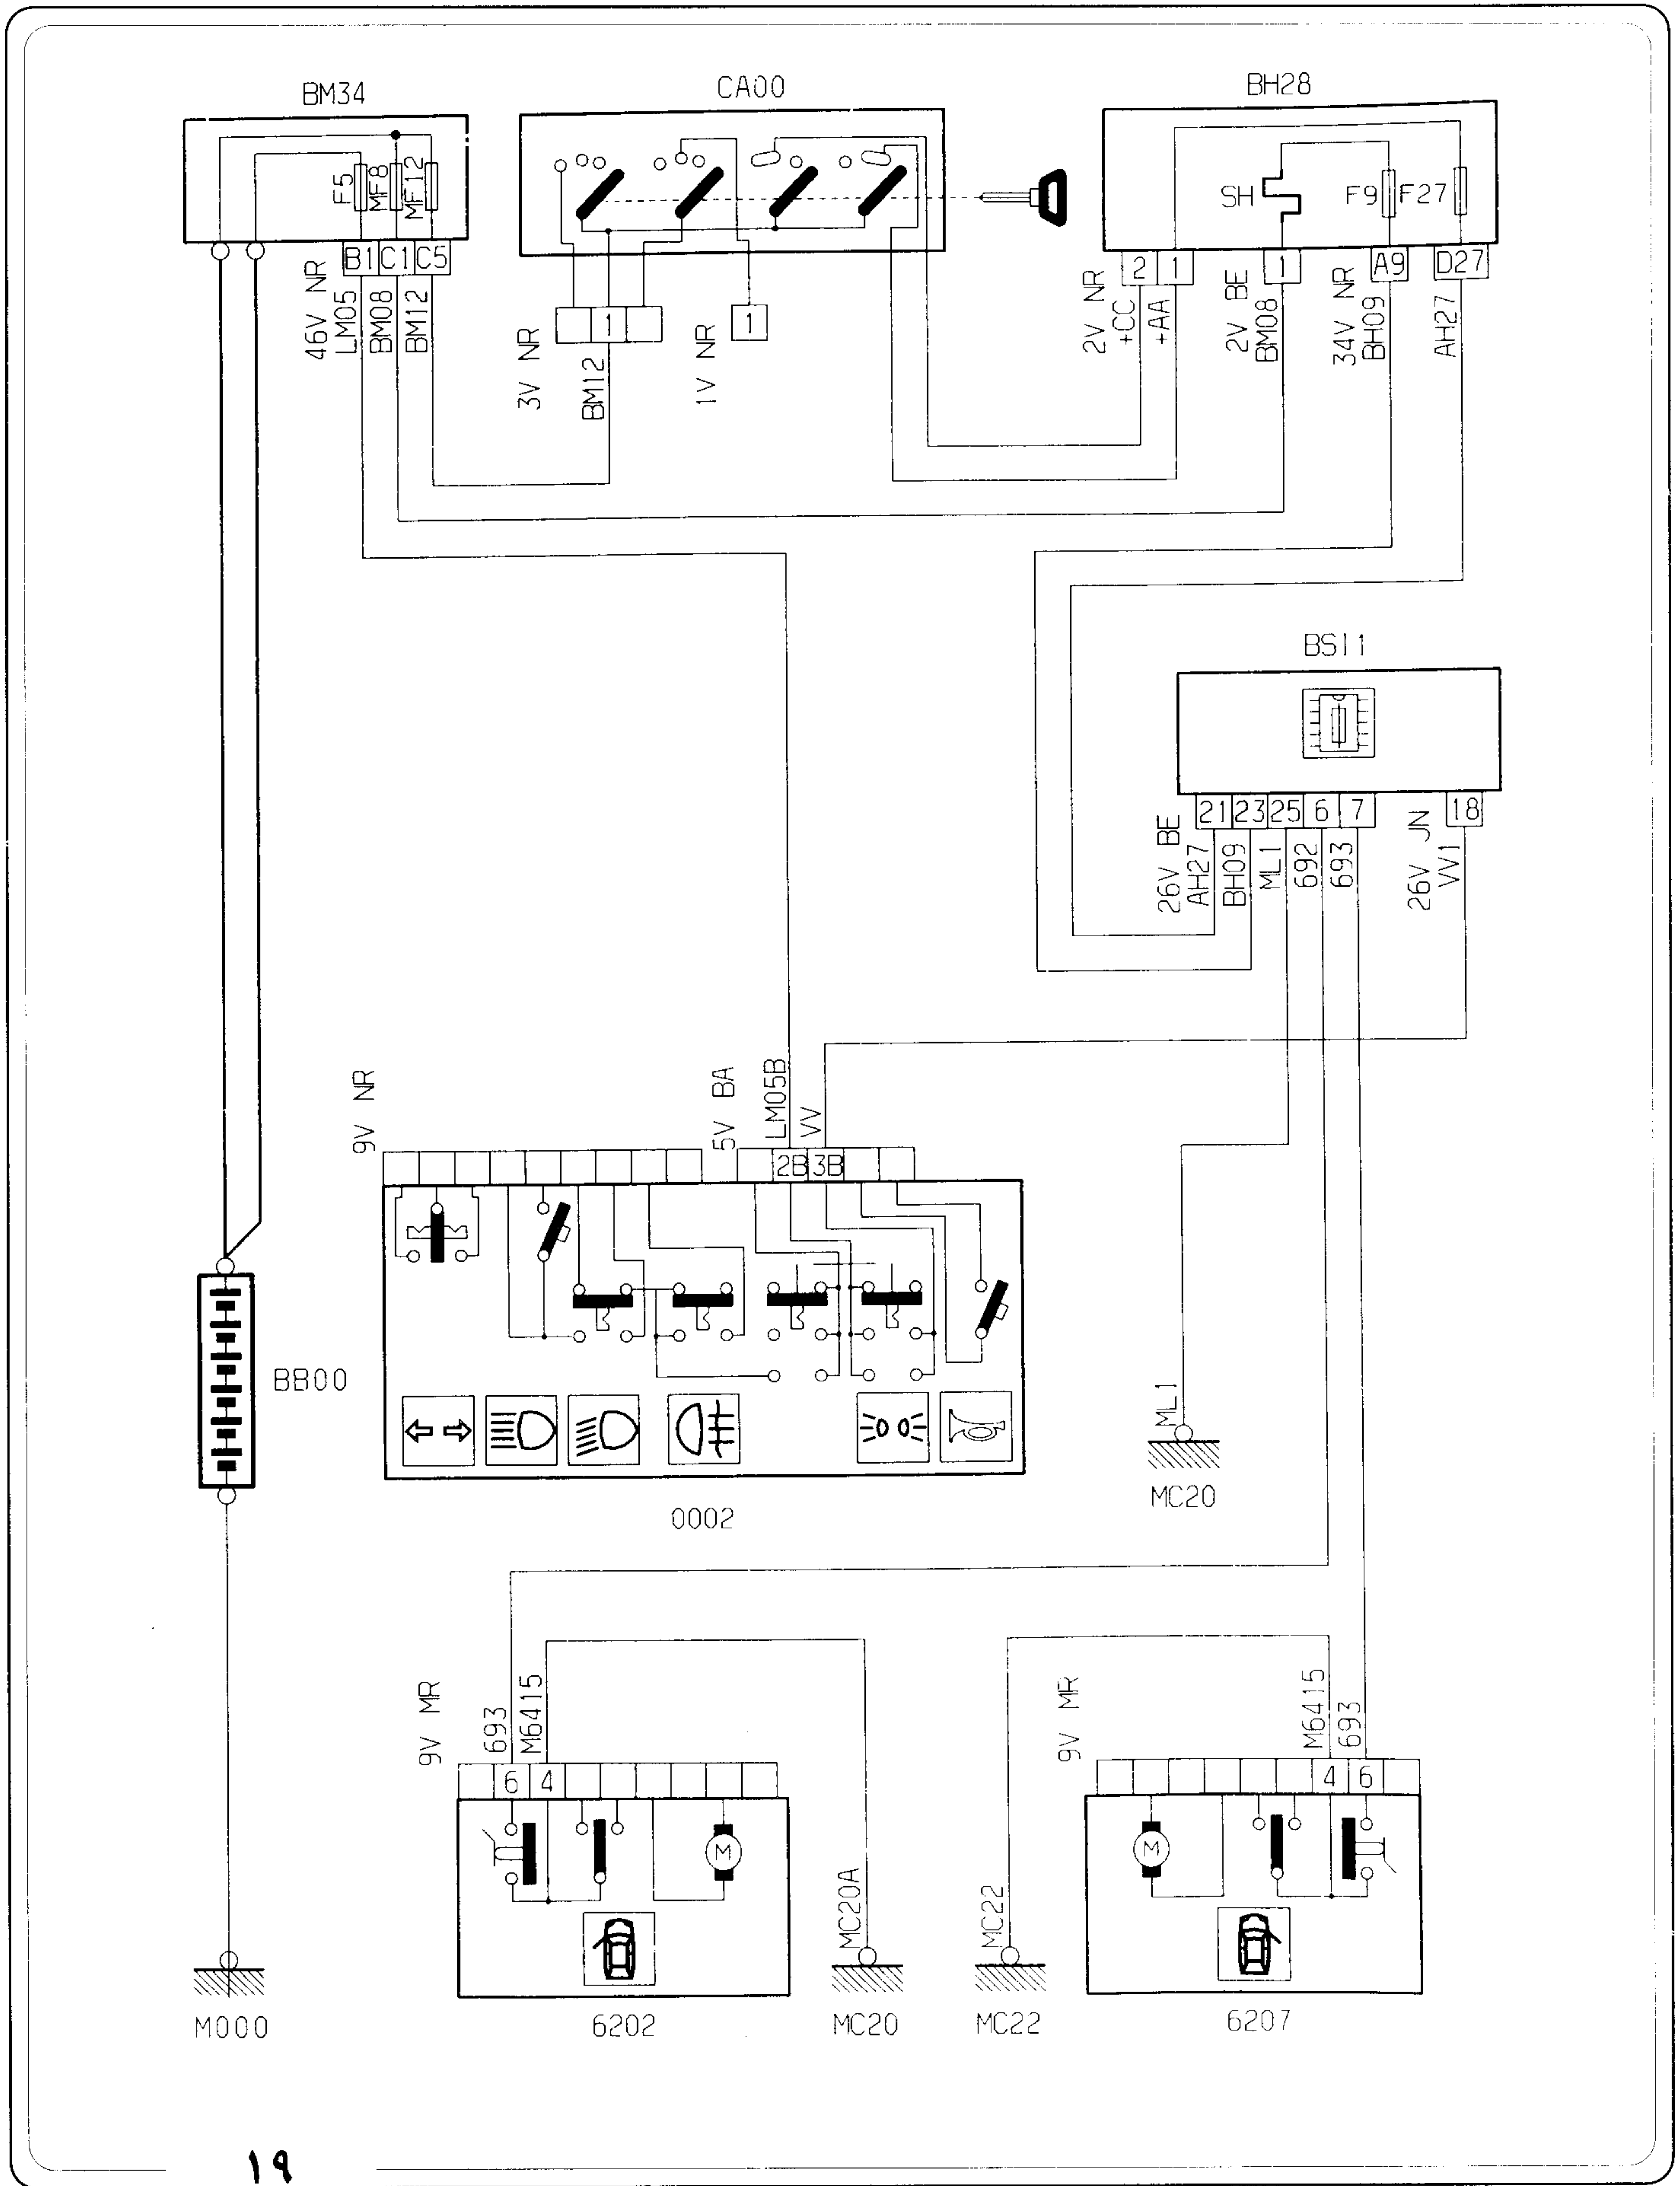 BM34
CA00
BH28
F5
MF8
MF12
SH
F9
F27
B1 C1 C5
2 1 1 A9 D27
46V NR
LM05
BM08
BM12
3V NR
1
BM12
1V NR
1
2V NR
+CC
+AA
2V BE
BM08
34V NR
BH09
AH27
BSI1
21 23 25 6 7 18
26V BE
AH27
BH09
ML1
692
693
26V JN
VV1
9V NR
5V BA
LM05B
VV
2B 3B
BB00
0002
ML1
MC20
9V MR
693
M6415
6 4
M
MC20A
MC22
9V MR
M6415
693
4 6
M
M000
6202
MC20
MC22
6207
19